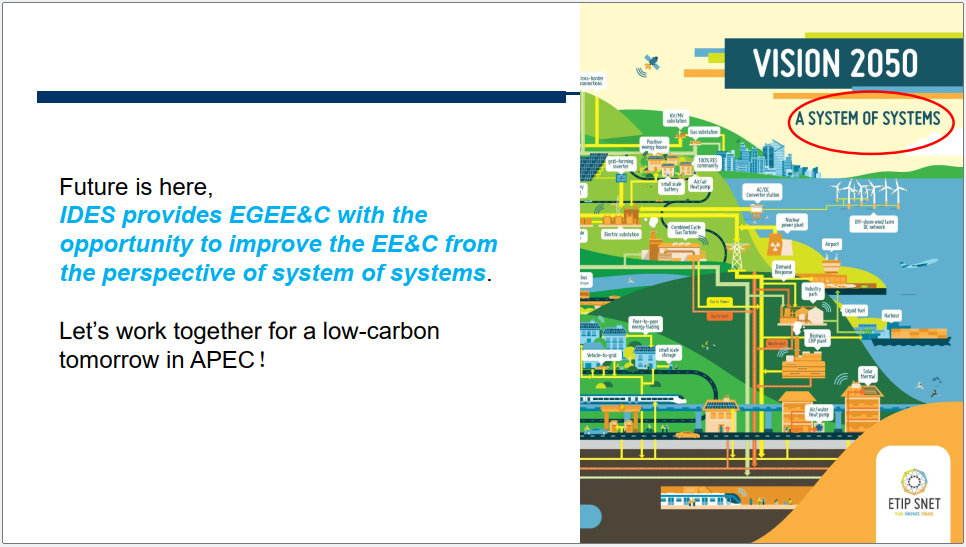 Future is here,
IDES provides EGEE&C with the
opportunity to improve the EE&C from
the perspective of system of systems.
Let's work together for a low-carbon
tomorrow in APEC！
VISION 2050
A SYSTEM OF SYSTEMS
cross-border
connections
HV/MV
substation
Gas substation
Positive
energy house
grid-forming
inverter
100% RES
community
small scale
battery
Air/air
Heat pump
AC/DC
Converter station
Off-shore wind farm
DC network
Nuclear
power plant
Electric substation
Combined Cycle
Gas Turbine
Airport
Demand
Response
Industry
park
Liquid fuel
Harbour
Peer-to-peer
energy trading
Vehicle-to-grid
small scale
storage
Biomass
CHP plant
Solar
thermal
Air/water
Heat pump
ETIP SNET